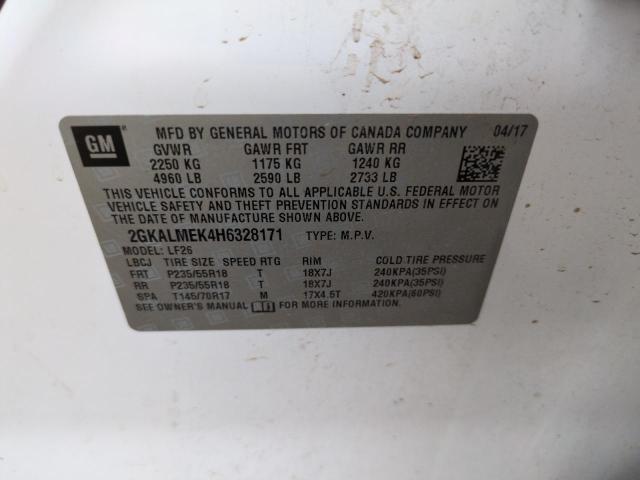 GM
MFD BY GENERAL MOTORS OF CANADA COMPANY 04/17
GVWR GAWR FRT GAWR RR
2250 KG 1175 KG 1240 KG
4960 LB 2590 LB 2733 LB
THIS VEHICLE CONFORMS TO ALL APPLICABLE U.S. FEDERAL MOTOR
VEHICLE SAFETY AND THEFT PREVENTION STANDARDS
IN EFFECT ON THE DATE OF MANUFACTURE SHOWN ABOVE.
2GKALMEK4H6328171 TYPE: M.P.V.
MODEL: LF26
LBCJ TIRE SIZE SPEED RTG RIM COLD TIRE PRESSURE
FRT P235/55R18 T 18X7J 240KPA(35PSI)
RR P235/55R18 T 18X7J 240KPA(35PSI)
SPA T145/70R17 M 17X4.5T 420KPA(60PSI)
SEE OWNER'S MANUAL FOR MORE INFORMATION.